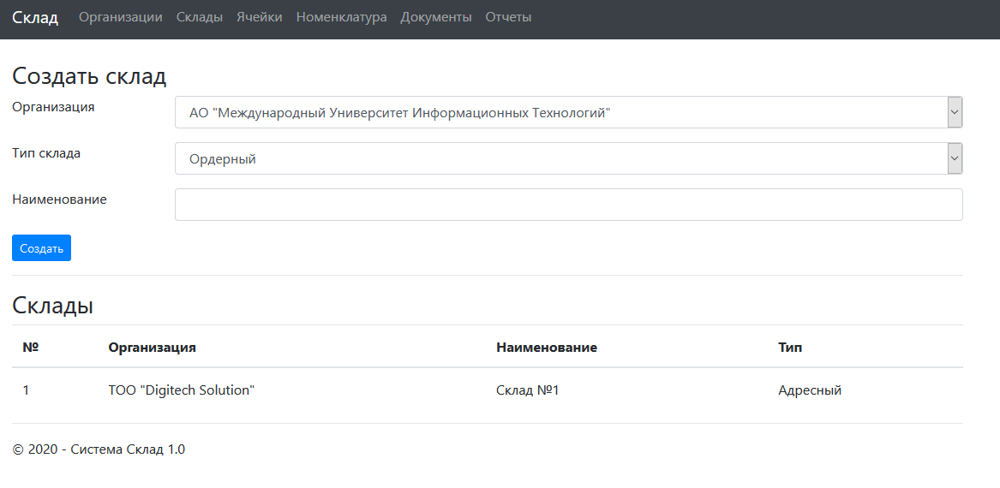 Склад Организации Склады Ячейки Номенклатура Документы Отчеты
Создать склад
Организация АО "Международный Университет Информационных Технологий"
Тип склада Ордерный
Наименование
Создать
Склады
№ Организация Наименование Тип
1 ТОО "Digitech Solution" Склад №1 Адресный
© 2020 - Система Склад 1.0